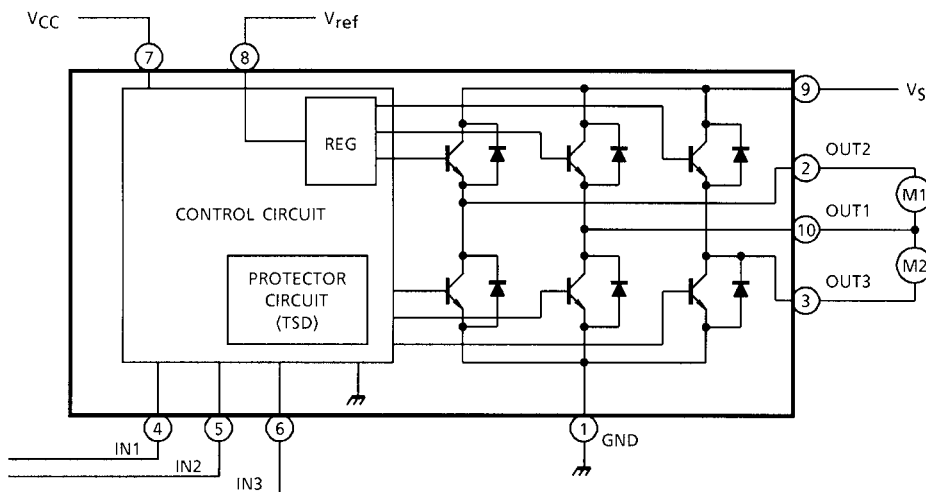 VCC
Vref
7
8
9
VS
REG
OUT2
2
M1
CONTROL CIRCUIT
OUT1
10
M2
PROTECTOR
CIRCUIT
(TSD)
OUT3
3
4
5
6
1
GND
IN1
IN2
IN3